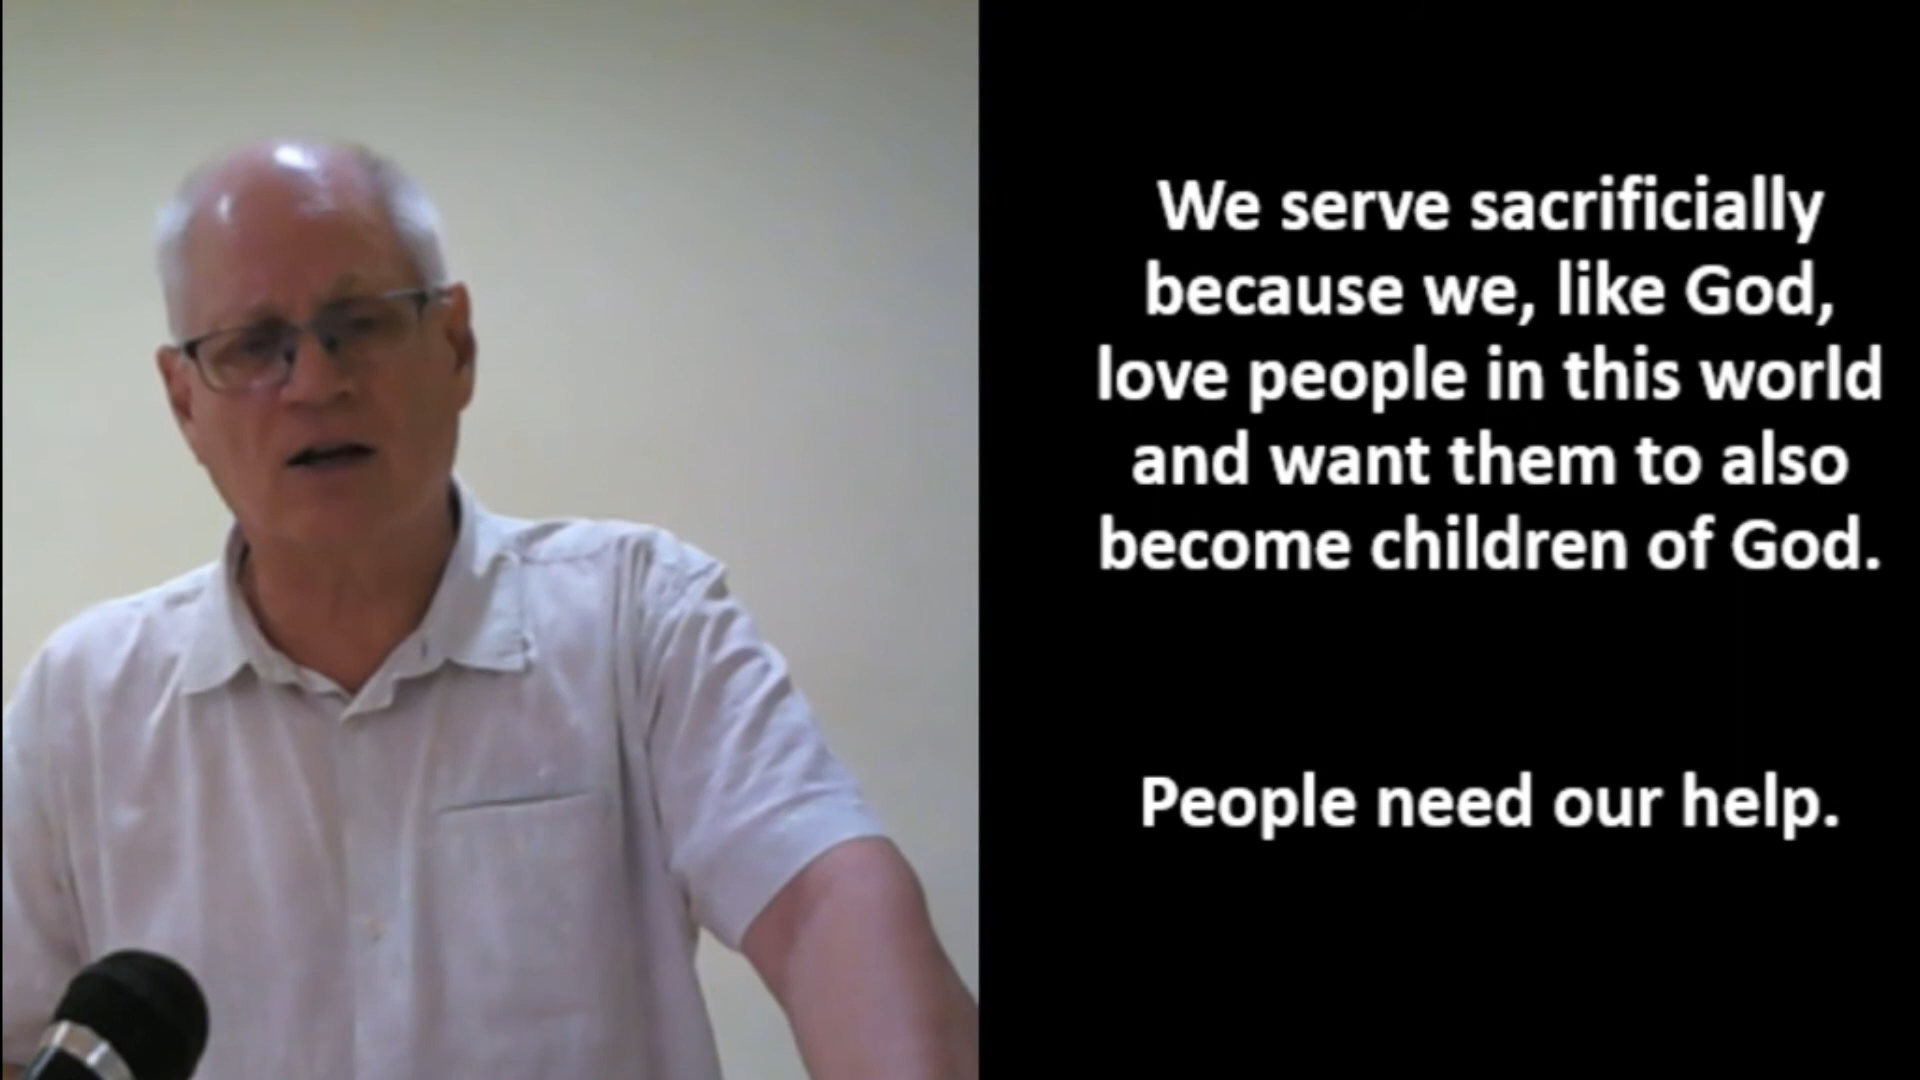 We serve sacrificially
because we, like God,
love people in this world
and want them to also
become children of God.
People need our help.